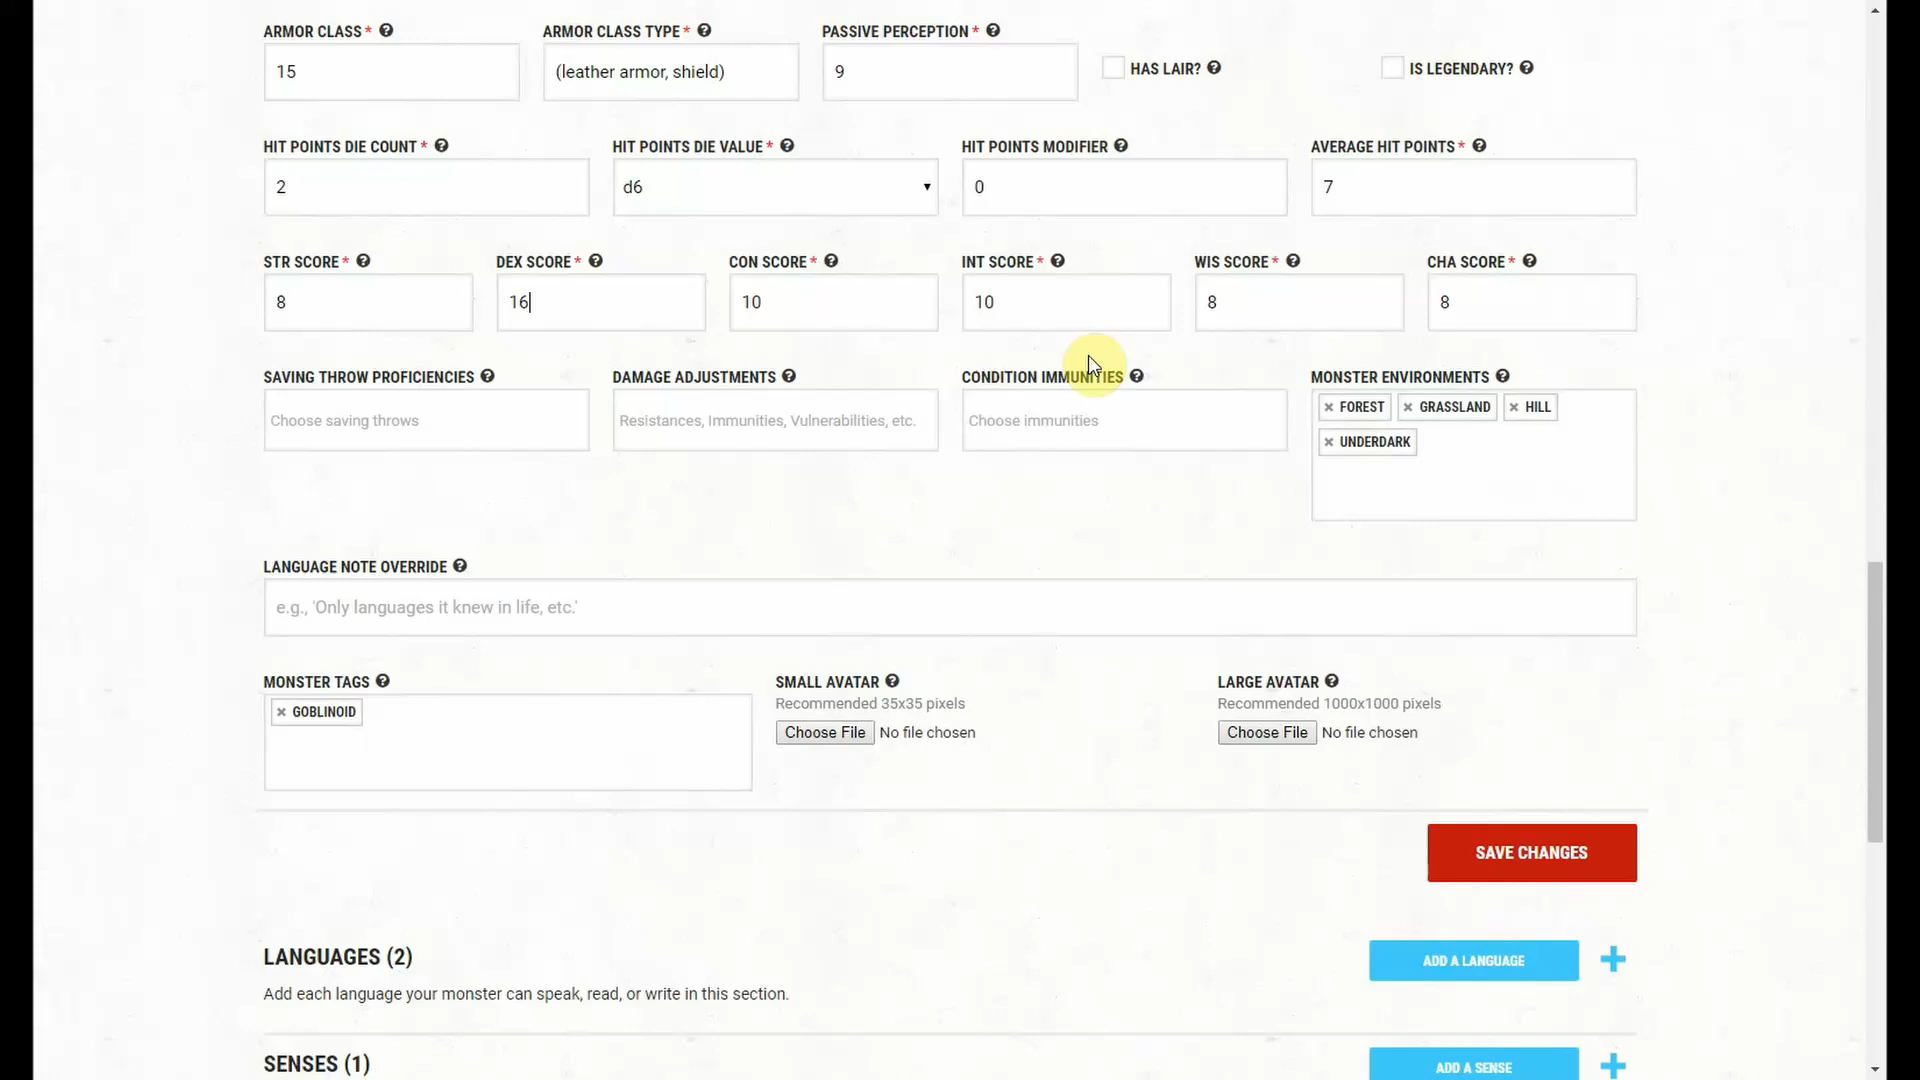 ARMOR CLASS *
ARMOR CLASS TYPE *
PASSIVE PERCEPTION *
15
(leather armor, shield)
9
HAS LAIR?
IS LEGENDARY?
HIT POINTS DIE COUNT *
HIT POINTS DIE VALUE *
HIT POINTS MODIFIER
AVERAGE HIT POINTS *
2
d6
0
7
STR SCORE *
DEX SCORE *
CON SCORE *
INT SCORE *
WIS SCORE *
CHA SCORE *
8
16
10
10
8
8
SAVING THROW PROFICIENCIES
DAMAGE ADJUSTMENTS
CONDITION IMMUNITIES
MONSTER ENVIRONMENTS
Choose saving throws
Resistances, Immunities, Vulnerabilities, etc.
Choose immunities
× FOREST × GRASSLAND × HILL
× UNDERDARK
LANGUAGE NOTE OVERRIDE
e.g., 'Only languages it knew in life, etc.'
MONSTER TAGS
× GOBLINOID
SMALL AVATAR
Recommended 35x35 pixels
Choose File No file chosen
LARGE AVATAR
Recommended 1000x1000 pixels
Choose File No file chosen
SAVE CHANGES
LANGUAGES (2)
ADD A LANGUAGE
Add each language your monster can speak, read, or write in this section.
SENSES (1)
ADD A SENSE